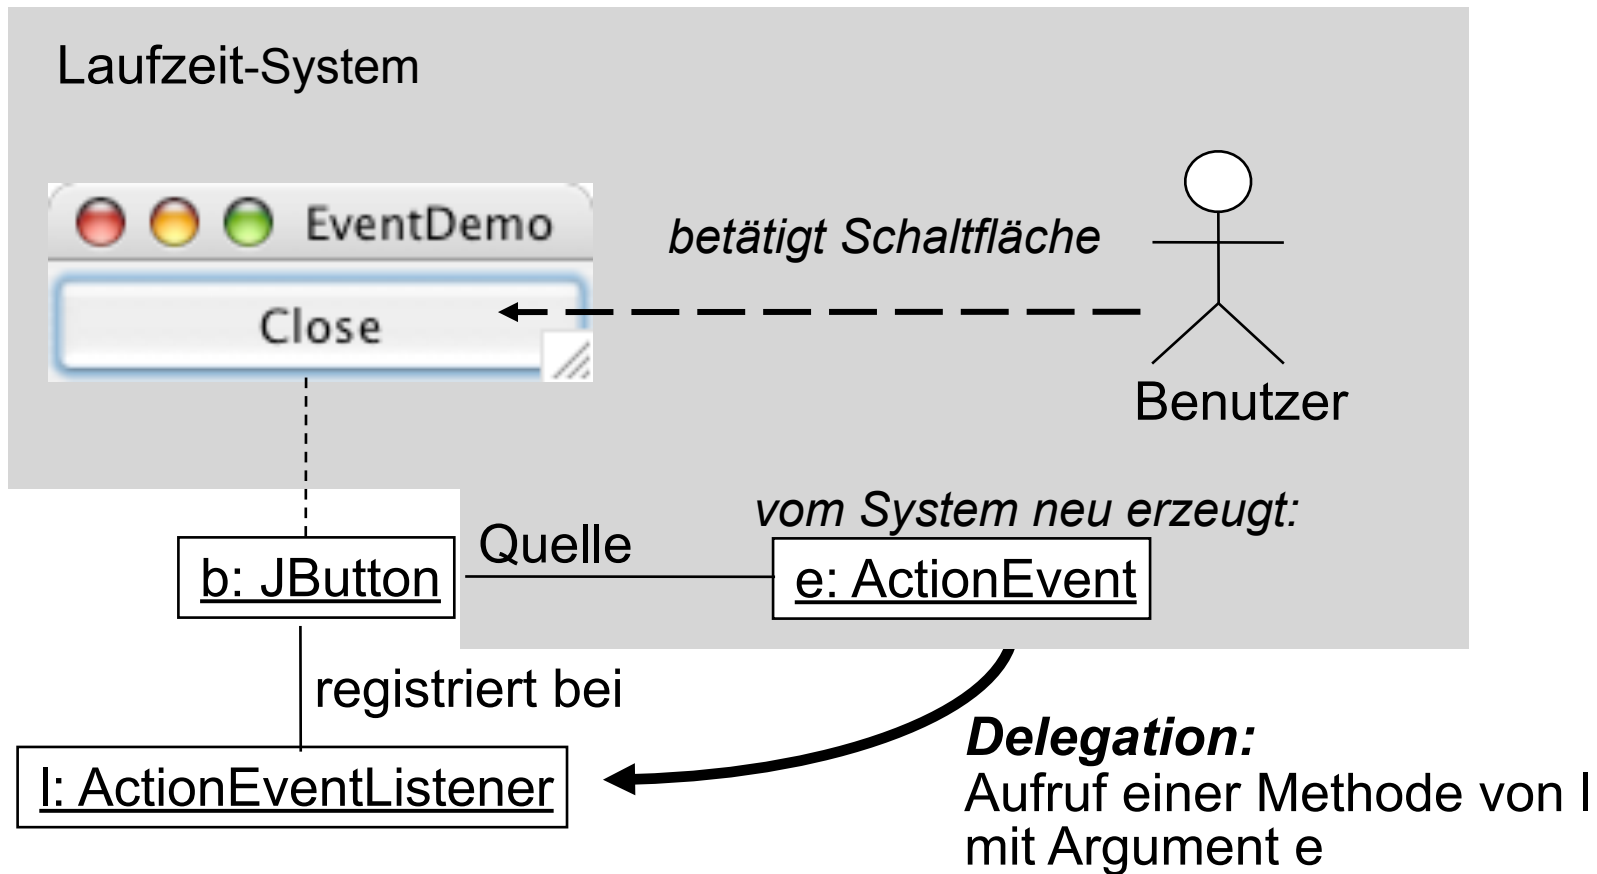 Laufzeit-System
EventDemo
betätigt Schaltfläche
Close
Benutzer
vom System neu erzeugt:
Quelle
b: JButton
e: ActionEvent
registriert bei
Delegation:
l: ActionEventListener
Aufruf einer Methode von l
mit Argument e